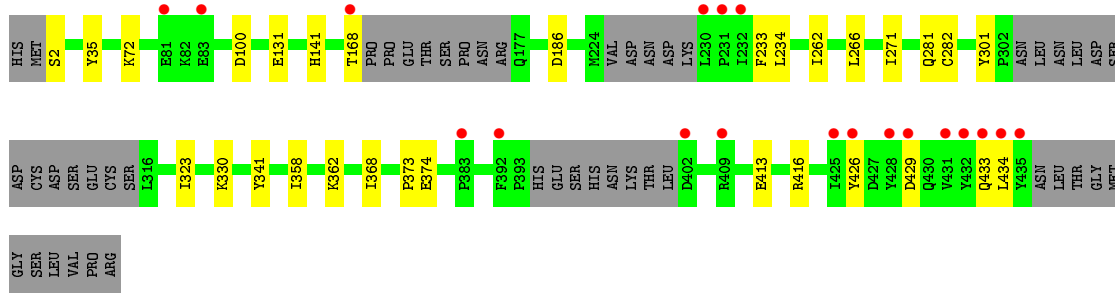 HIS MET S2 Y35 K72 E81 K82 E83 D100 E131 H141 T168 PRO PRO GLU THR SER PRO ASN ARG Q177 D186 M224 VAL ASP ASN ASP LYS L230 P231 I232 F233 L234 I262 L266 I271 Q281 C282 Y301 P302 ASN LEU ASN LEU ASP SER
ASP CYS ASP SER GLU CYS SER L316 I323 K330 Y341 I358 K362 I368 P373 E374 P383 F392 P393 HIS GLU SER HIS ASN LYS THR LEU D402 R409 E413 R416 I425 Y426 D427 Y428 D429 Q430 V431 Y432 Q433 L434 Y435 ASN LEU THR GLY MET
GLY SER LEU VAL PRO ARG